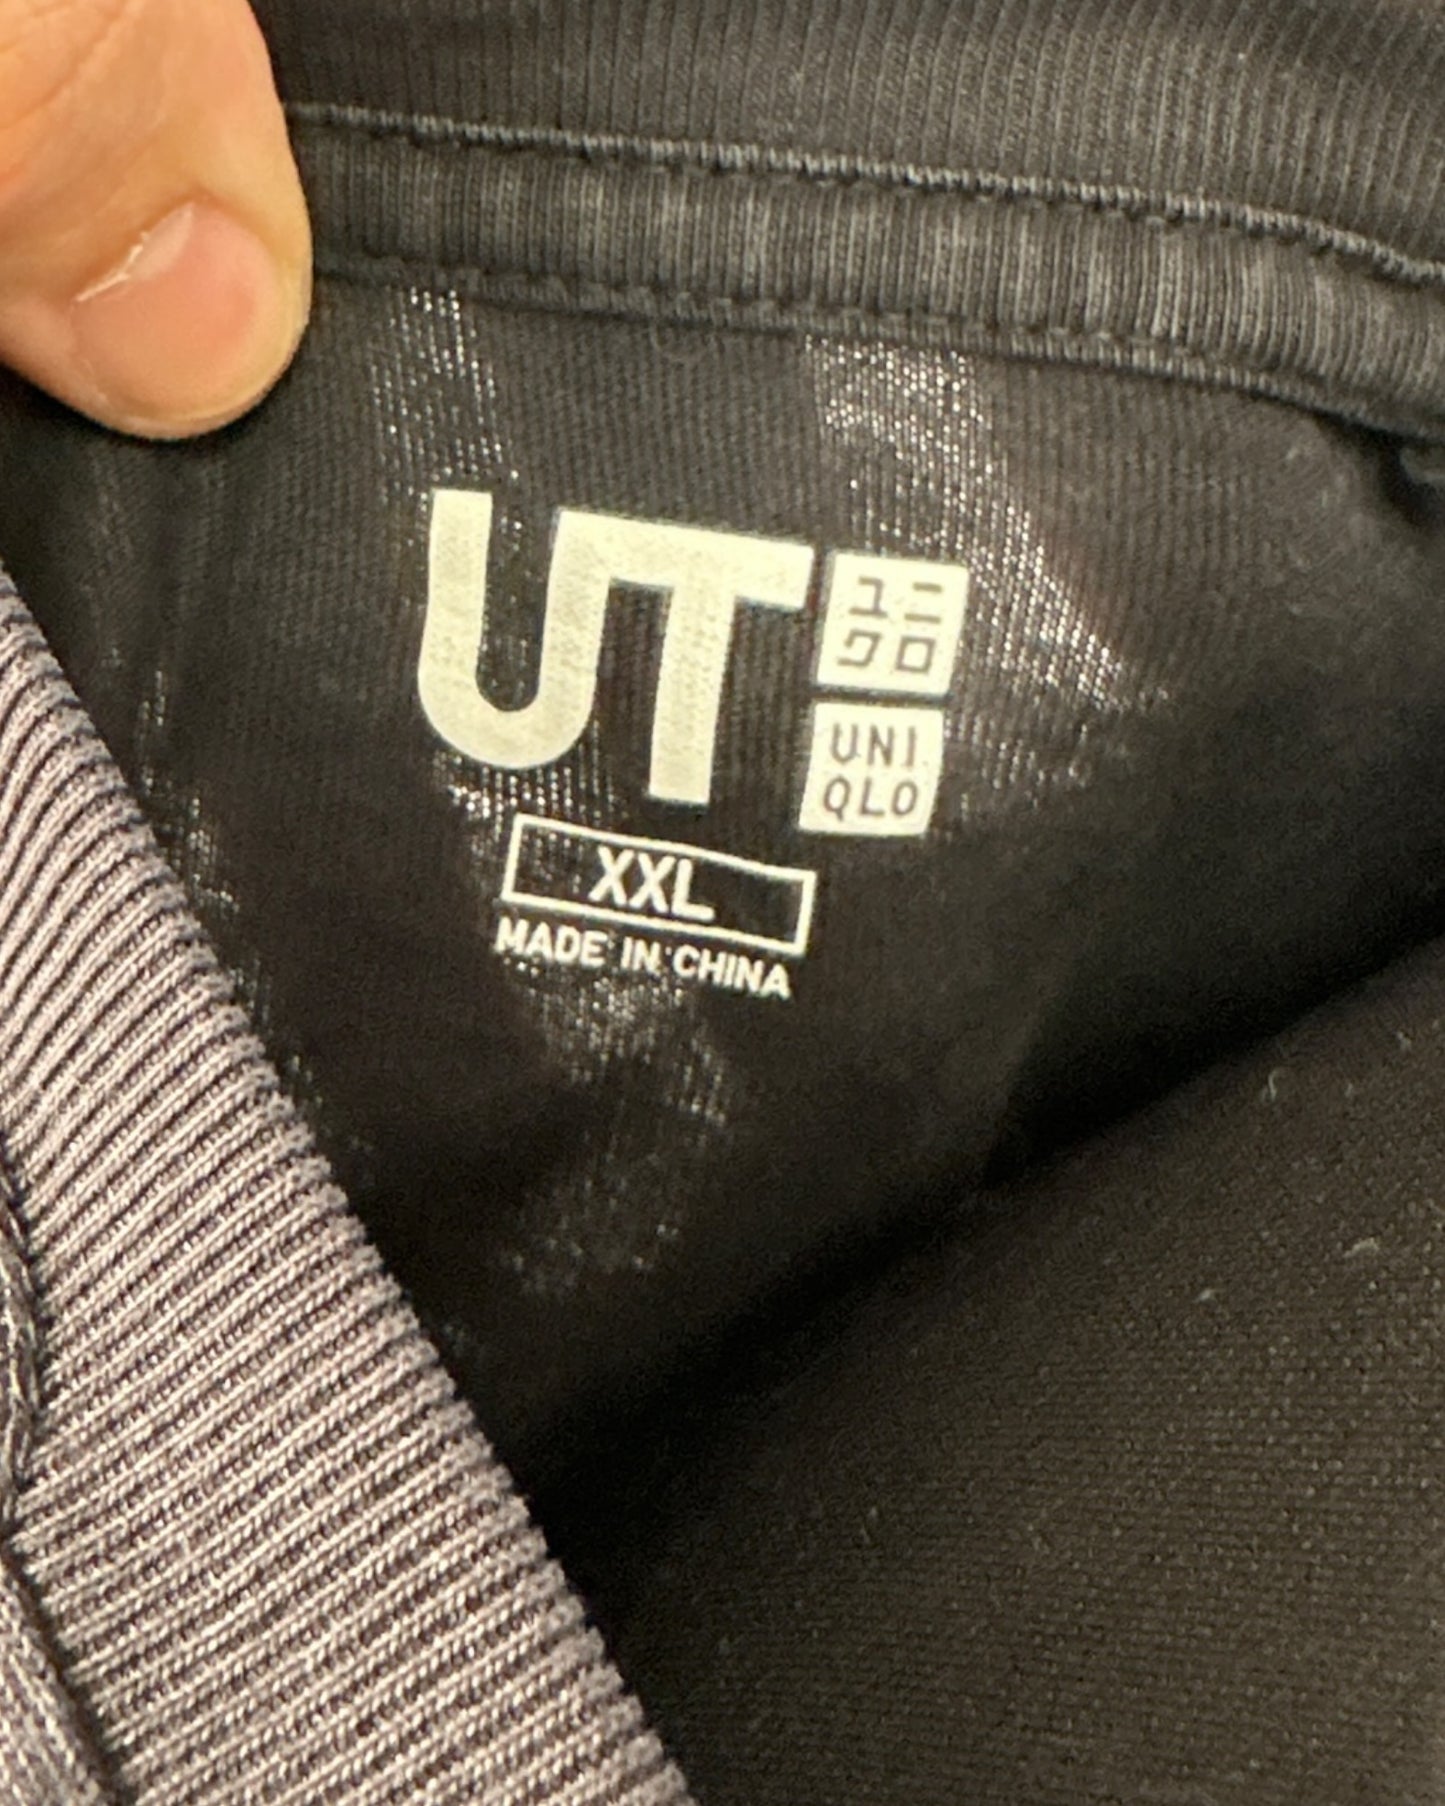 UT
ユニ
クロ
UNI
QLO
XXL
MADE IN CHINA